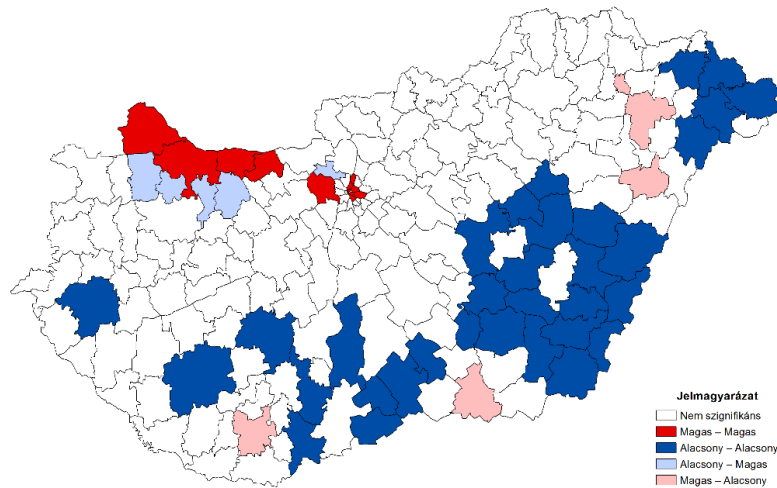 Jelmagyarázat
Nem szignifikáns
Magas – Magas
Alacsony – Alacsony
Alacsony – Magas
Magas – Alacsony